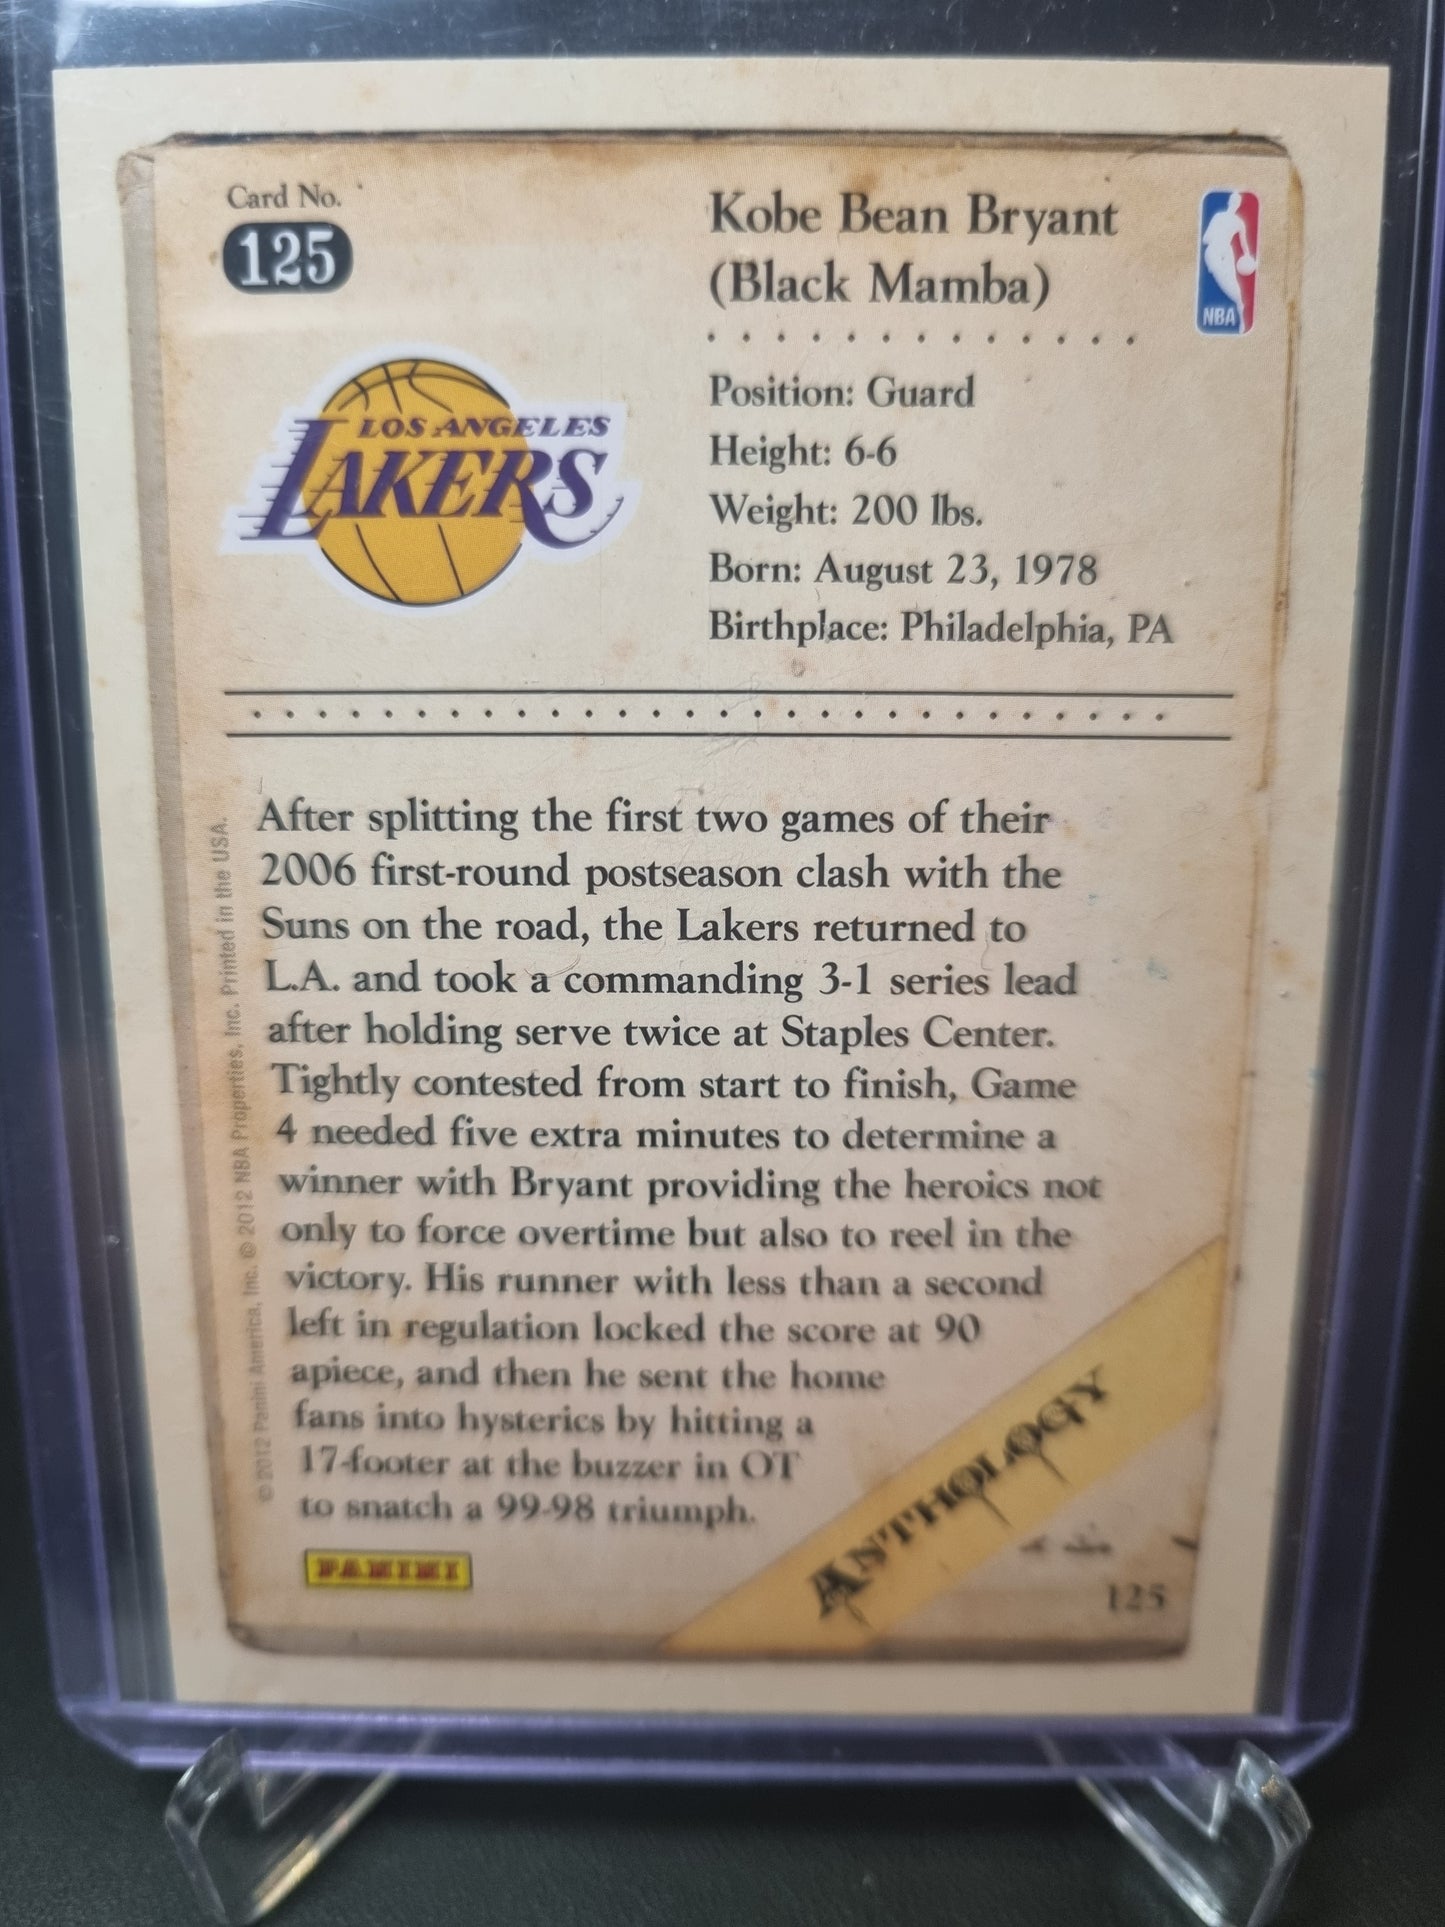 Card No.
125
Kobe Bean Bryant
(Black Mamba)
NBA
LOS ANGELES
LAKERS
Position: Guard
Height: 6-6
Weight: 200 lbs.
Born: August 23, 1978
Birthplace: Philadelphia, PA
After splitting the first two games of their
2006 first-round postseason clash with the
Suns on the road, the Lakers returned to
L.A. and took a commanding 3-1 series lead
after holding serve twice at Staples Center.
Tightly contested from start to finish, Game
4 needed five extra minutes to determine a
winner with Bryant providing the heroics not
only to force overtime but also to reel in the
victory. His runner with less than a second
left in regulation locked the score at 90
apiece, and then he sent the home
fans into hysterics by hitting a
17-footer at the buzzer in OT
to snatch a 99-98 triumph.
© 2012 Panini America, Inc. © 2012 NBA Properties, Inc. Printed in the USA.
PANINI
ANTHOLOGY
125